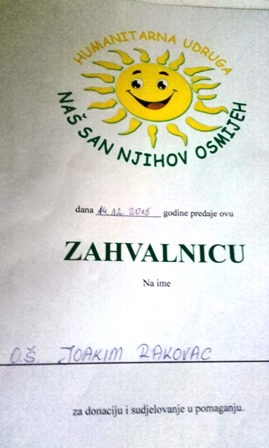 HUMANITARNA UDRUGA
NAŠ SAN NJIHOV OSMIJEH
dana 14.12.2015 godine predaje ovu
ZAHVALNICU
Na ime
OŠ JOAKIM RAKOVAC
za donaciju i sudjelovanje u pomaganju.